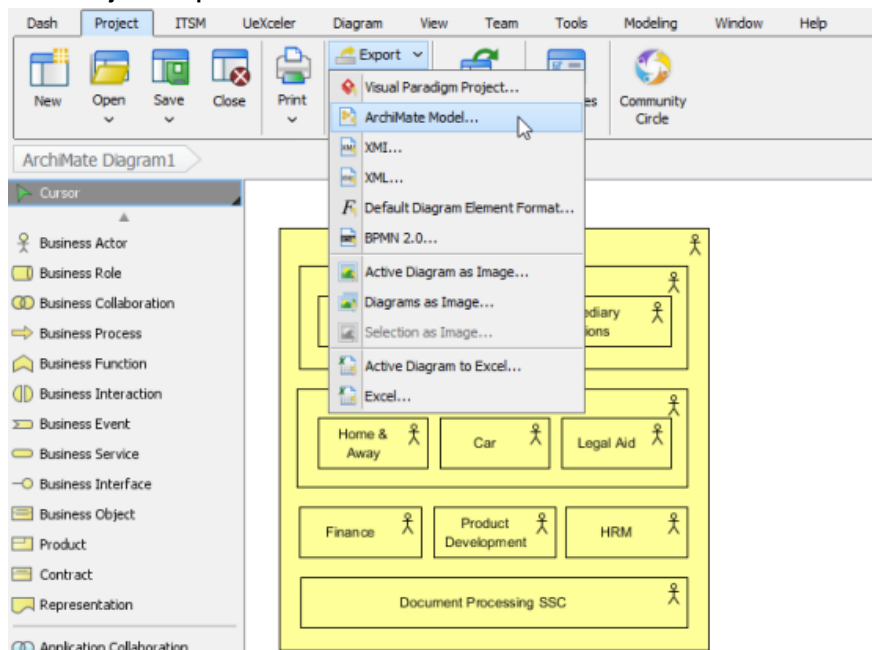 Dash Project ITSM UeXceler Diagram View Team Tools Modeling Window Help
Export
New Open Save Close Print Community
Circle
Visual Paradigm Project...
ArchiMate Model...
XMI...
XML...
Default Diagram Element Format...
BPMN 2.0...
Active Diagram as Image...
Diagrams as Image...
Selection as Image...
Active Diagram to Excel...
Excel...
ArchiMate Diagram1
Cursor
Business Actor
Business Role
Business Collaboration
Business Process
Business Function
Business Interaction
Business Event
Business Service
Business Interface
Business Object
Product
Contract
Representation
Application Collaboration
Home &
Away
Car
Legal Aid
Finance
Product
Development
HRM
Document Processing SSC